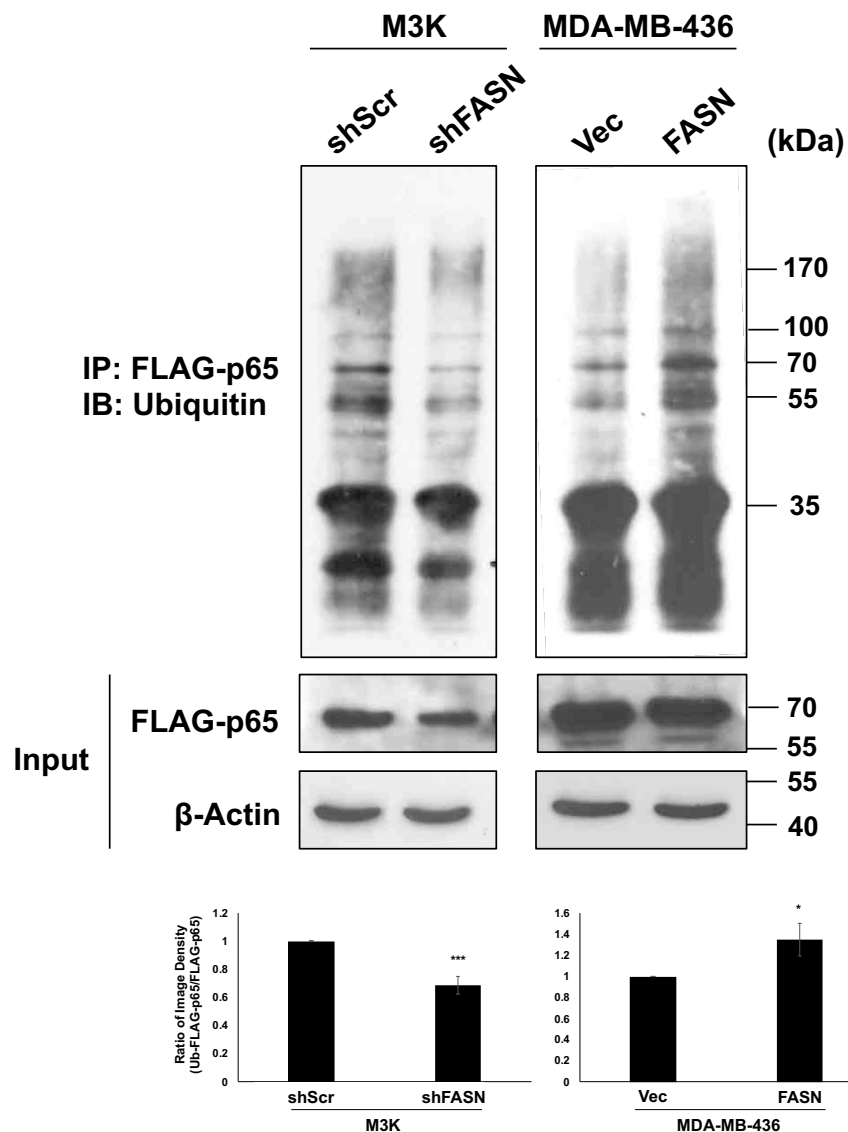 M3K MDA-MB-436
shScr shFASN Vec FASN (kDa)
170
100
IP: FLAG-p65 70
IB: Ubiquitin 55
35
FLAG-p65 70
55
Input
55
β-Actin 40
Ratio of Image Density
(Ub-FLAG-p65/FLAG-p65)
1.2
1
0.8
0.6
0.4
0.2
0
***
shScr shFASN
M3K
1.6
1.4
1.2
1
0.8
0.6
0.4
0.2
0
*
Vec FASN
MDA-MB-436